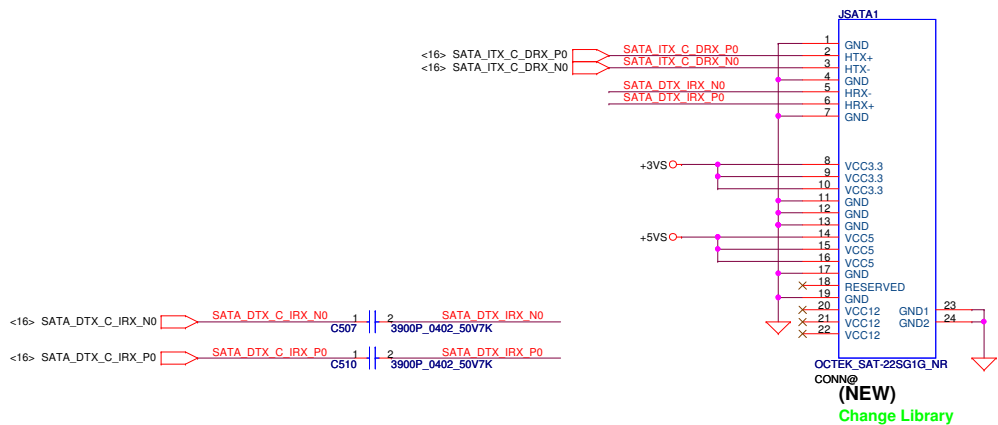 JSATA1
1 GND
<16> SATA_ITX_C_DRX_P0 SATA_ITX_C_DRX_P0 2 HTX+
<16> SATA_ITX_C_DRX_N0 SATA_ITX_C_DRX_N0 3 HTX-
4 GND
SATA_DTX_IRX_N0 5 HRX-
SATA_DTX_IRX_P0 6 HRX+
7 GND
+3VS 8 VCC3.3
9 VCC3.3
10 VCC3.3
11 GND
12 GND
13 GND
+5VS 14 VCC5
15 VCC5
16 VCC5
17 GND
18 RESERVED
19 GND
20 VCC12 GND1 23
21 VCC12 GND2 24
22 VCC12
<16> SATA_DTX_C_IRX_N0 SATA_DTX_C_IRX_N0 1 2 SATA_DTX_IRX_N0
C507 3900P_0402_50V7K
<16> SATA_DTX_C_IRX_P0 SATA_DTX_C_IRX_P0 1 2 SATA_DTX_IRX_P0
C510 3900P_0402_50V7K
OCTEK_SAT-22SG1G_NR
CONN@
(NEW)
Change Library